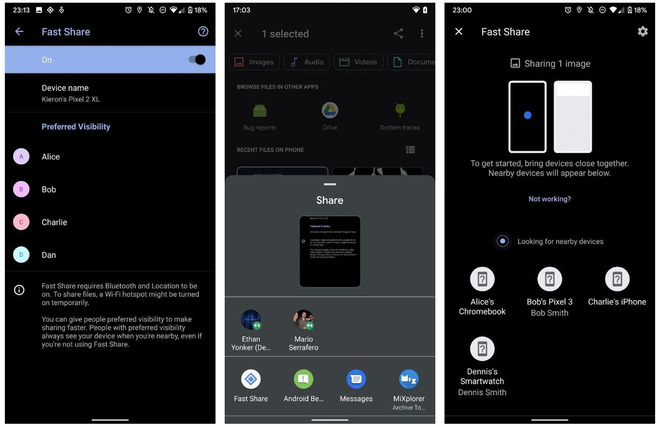 23:13
18%
Fast Share
On
Device name
Kieron's Pixel 2 XL
Preferred Visibility
A Alice
B Bob
C Charlie
D Dan
Fast Share requires Bluetooth and Location to be
on. To share files, a Wi-Fi hotspot might be turned
on temporarily.
You can give people preferred visibility to make
sharing faster. People with preferred visibility
always see your device when you're nearby, even if
you're not using Fast Share.
17:03
1 selected
Images
Audio
Videos
Docume
BROWSE FILES IN OTHER APPS
Bug reports
Drive
System traces
RECENT FILES ON PHONE
Share
Ethan
Yonker (De...
Mario
Serrafero
Fast Share
Android Be...
Messages
MiXplorer
Archive To...
23:00
18%
Fast Share
Sharing 1 image
To get started, bring devices close together.
Nearby devices will appear below.
Not working?
Looking for nearby devices
Alice's
Chromebook
Bob's Pixel 3
Bob Smith
Charlie's iPhone
Dennis's
Smartwatch
Dennis Smith